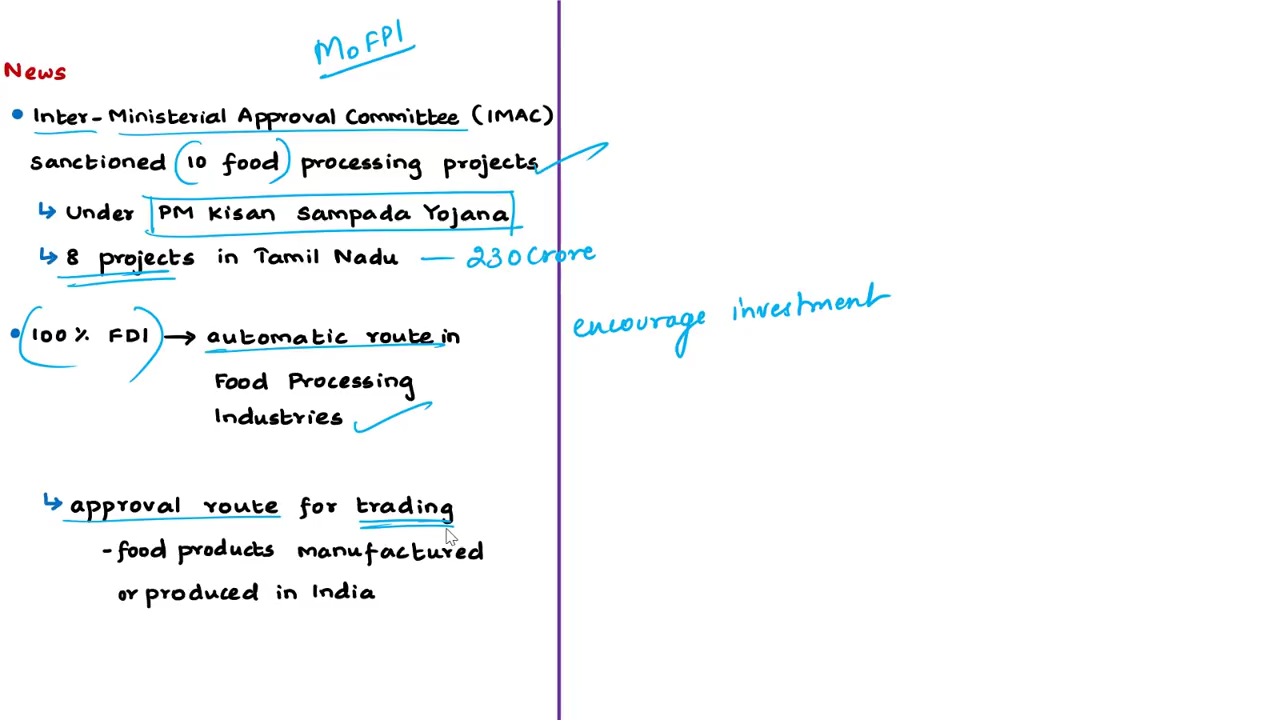 MoFPI
News
• Inter-Ministerial Approval Committee (IMAC)
sanctioned (10 food) processing projects
↳ Under PM Kisan Sampada Yojana
↳ 8 projects in Tamil Nadu — 230 Crore
• (100% FDI) → automatic route in
Food Processing
Industries
encourage investment
↳ approval route for trading
- food products manufactured
or produced in India